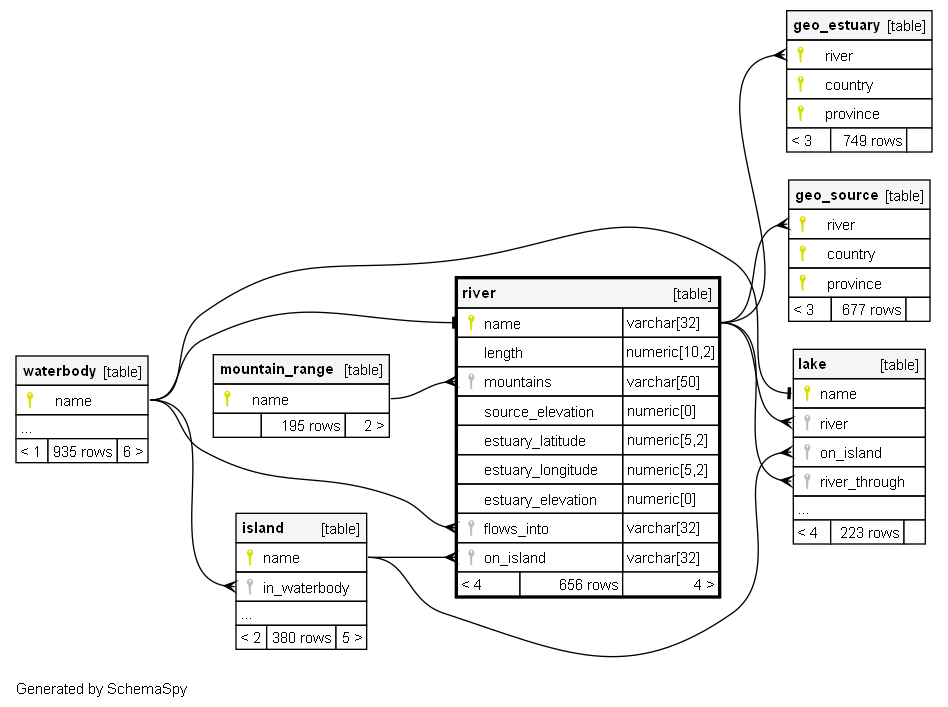 geo_estuary [table]
river
country
province
< 3 749 rows
geo_source [table]
river
country
province
< 3 677 rows
river [table]
name varchar[32]
length numeric[10,2]
mountains varchar[50]
source_elevation numeric[0]
estuary_latitude numeric[5,2]
estuary_longitude numeric[5,2]
estuary_elevation numeric[0]
flows_into varchar[32]
on_island varchar[32]
< 4 656 rows 4 >
waterbody [table]
name
...
< 1 935 rows 6 >
mountain_range [table]
name
195 rows 2 >
lake [table]
name
river
on_island
river_through
...
< 4 223 rows
island [table]
name
in_waterbody
...
< 2 380 rows 5 >
Generated by SchemaSpy